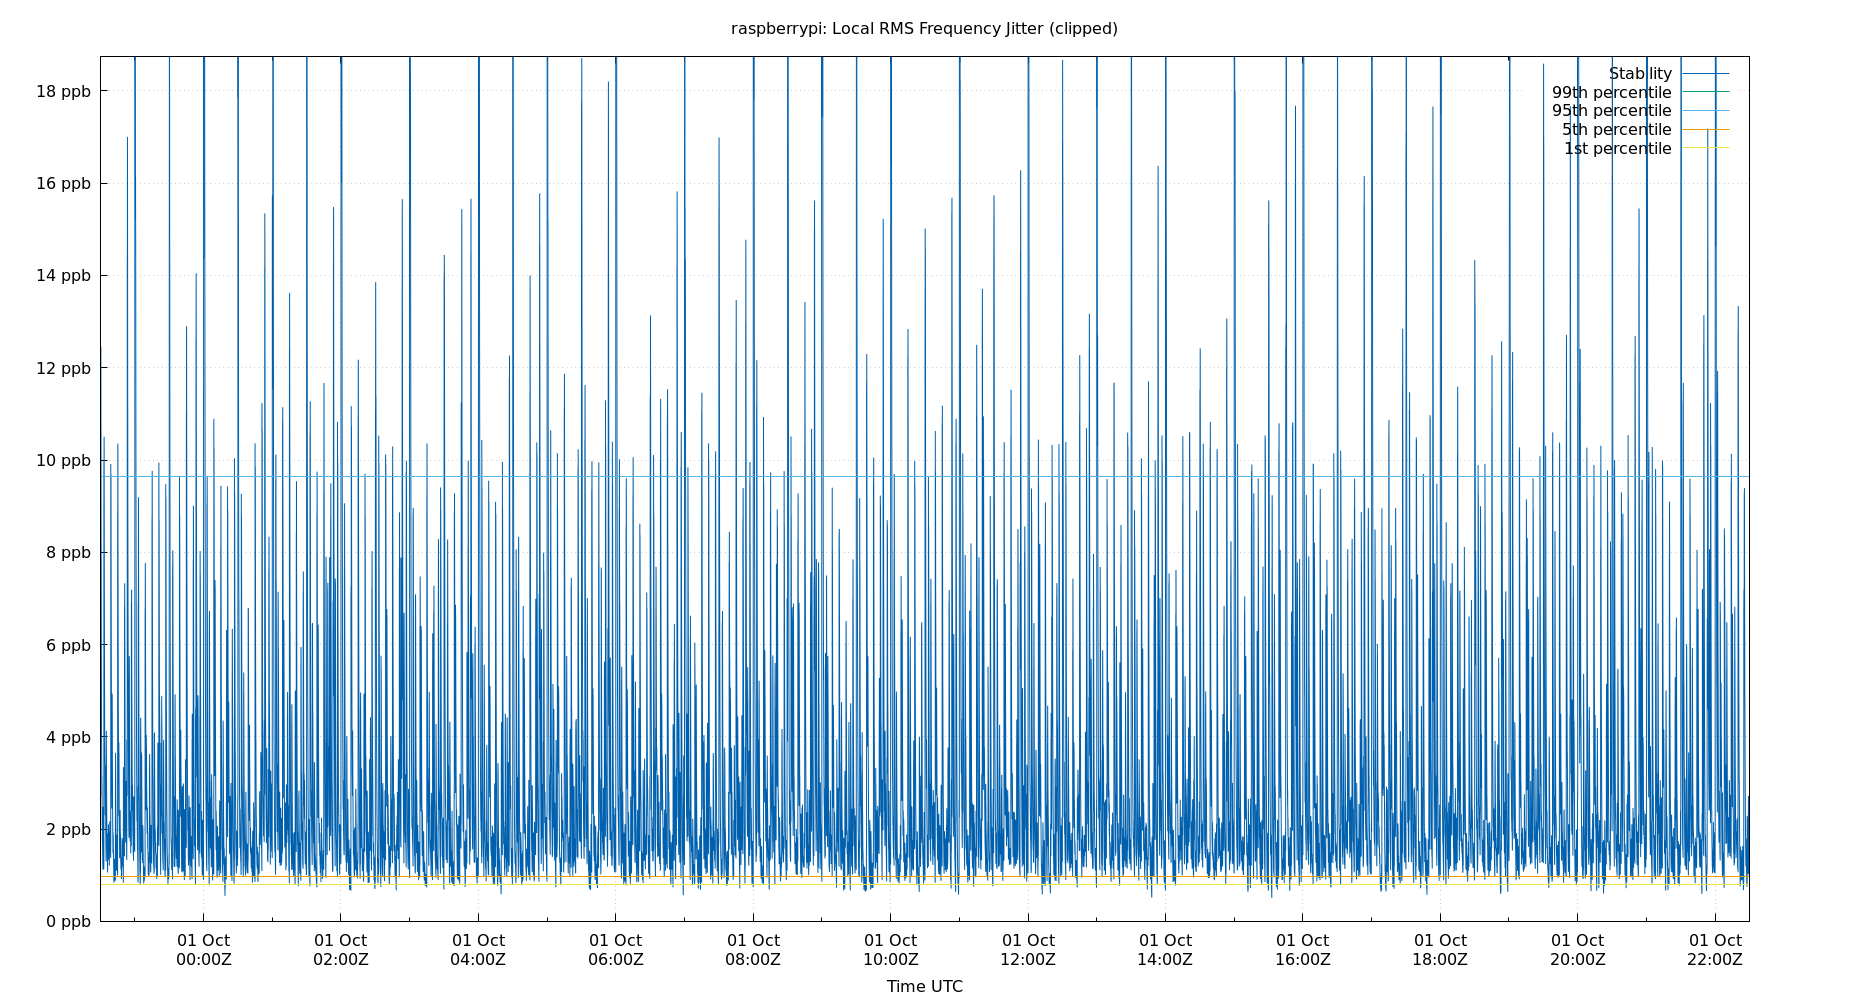 raspberrypi: Local RMS Frequency Jitter (clipped)
Stability
99th percentile
95th percentile
5th percentile
1st percentile
18 ppb
16 ppb
14 ppb
12 ppb
10 ppb
8 ppb
6 ppb
4 ppb
2 ppb
0 ppb
01 Oct 01 Oct 01 Oct 01 Oct 01 Oct 01 Oct 01 Oct 01 Oct 01 Oct 01 Oct 01 Oct 01 Oct
00:00Z 02:00Z 04:00Z 06:00Z 08:00Z 10:00Z 12:00Z 14:00Z 16:00Z 18:00Z 20:00Z 22:00Z
Time UTC